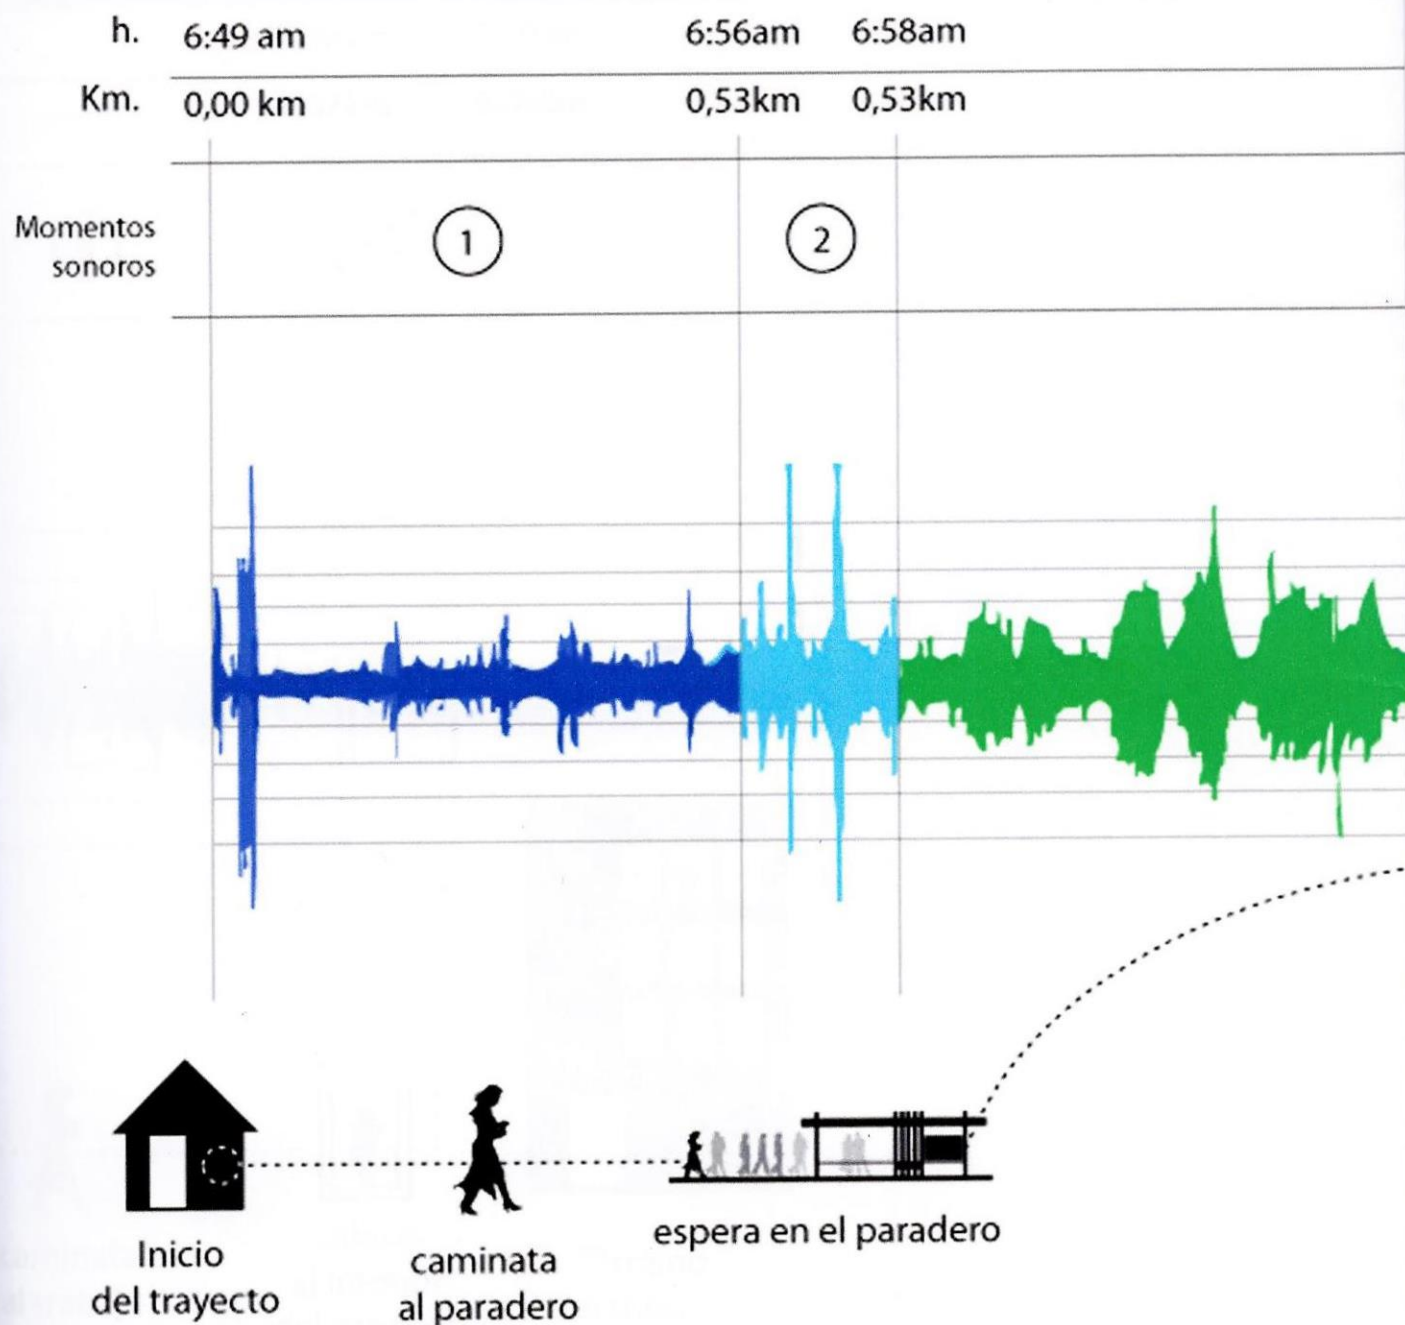 h. 6:49 am 6:56am 6:58am
Km. 0,00 km 0,53km 0,53km
Momentos
sonoros
1 2
Inicio
del trayecto
caminata
al paradero
espera en el paradero